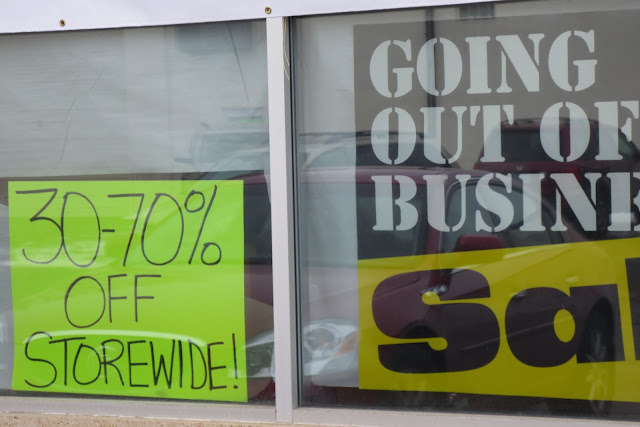 30-70%
OFF
STOREWIDE!
GOING
OUT OF
BUSINE
Sal